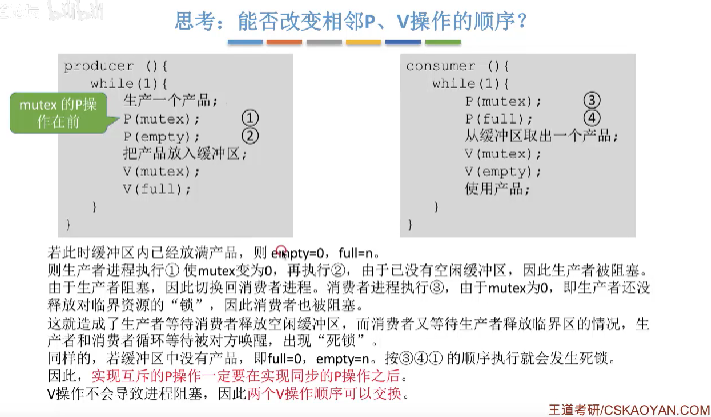 思考：能否改变相邻P、V操作的顺序？
producer (){
while(1){
生产一个产品;
P(mutex); ①
P(empty); ②
把产品放入缓冲区;
V(mutex);
V(full);
}
}
mutex 的P操
作在前
consumer (){
while(1){
P(mutex); ③
P(full); ④
从缓冲区取出一个产品;
V(mutex);
V(empty);
使用产品;
}
}
若此时缓冲区内已经放满产品，则 empty=0，full=n。
则生产者进程执行① 使mutex变为0，再执行②，由于已没有空闲缓冲区，因此生产者被阻塞。
由于生产者阻塞，因此切换回消费者进程。消费者进程执行③，由于mutex为0，即生产者还没
释放对临界资源的“锁”，因此消费者也被阻塞。
这就造成了生产者等待消费者释放空闲缓冲区，而消费者又等待生产者释放临界区的情况，生
产者和消费者循环等待被对方唤醒，出现“死锁”。
同样的，若缓冲区中没有产品，即full=0，empty=n。按③④① 的顺序执行就会发生死锁。
因此，实现互斥的P操作一定要在实现同步的P操作之后。
V操作不会导致进程阻塞，因此两个V操作顺序可以交换。
王道考研/CSKAOYAN.COM